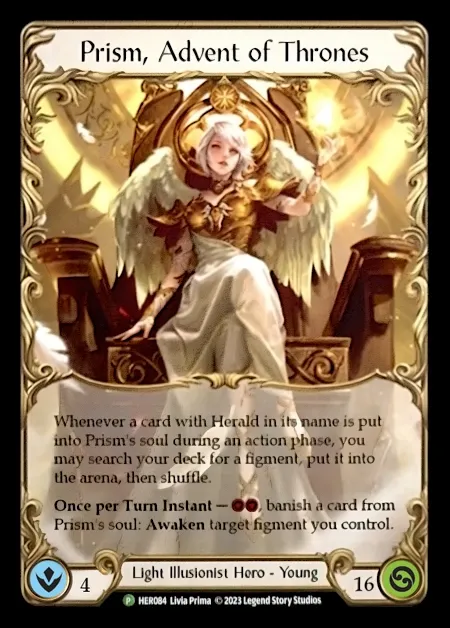 Prism, Advent of Thrones
Whenever a card with Herald in its name is put
into Prism's soul during an action phase, you
may search your deck for a figment, put it into
the arena, then shuffle.
Once per Turn Instant — , banish a card from
Prism's soul: Awaken target figment you control.
4
Light Illusionist Hero - Young
16
P HER084 Livia Prima © 2023 Legend Story Studios